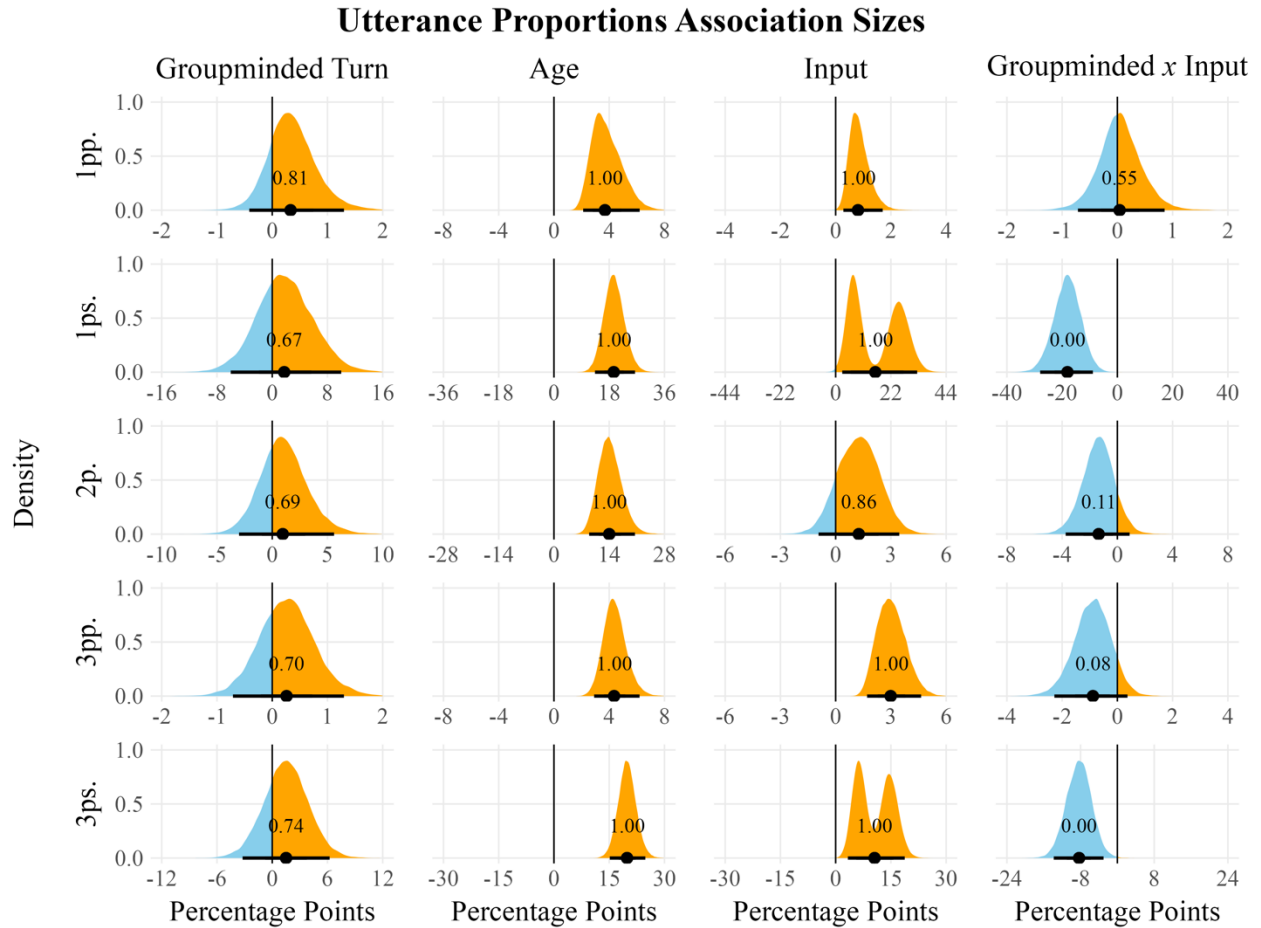 Utterance Proportions Association Sizes
Groupminded Turn Age Input Groupminded x Input
1pp.
1.0
0.5
0.0
0.81 1.00 1.00 0.55
-2 -1 0 1 2 -8 -4 0 4 8 -4 -2 0 2 4 -2 -1 0 1 2
1ps.
1.0
0.5
0.0
0.67 1.00 1.00 0.00
-16 -8 0 8 16 -36 -18 0 18 36 -44 -22 0 22 44 -40 -20 0 20 40
Density
2p.
1.0
0.5
0.0
0.69 1.00 0.86 0.11
-10 -5 0 5 10 -28 -14 0 14 28 -6 -3 0 3 6 -8 -4 0 4 8
3pp.
1.0
0.5
0.0
0.70 1.00 1.00 0.08
-2 -1 0 1 2 -8 -4 0 4 8 -6 -3 0 3 6 -4 -2 0 2 4
3ps.
1.0
0.5
0.0
0.74 1.00 1.00 0.00
-12 -6 0 6 12 -30 -15 0 15 30 -30 -15 0 15 30 -24 -8 8 24
Percentage Points Percentage Points Percentage Points Percentage Points